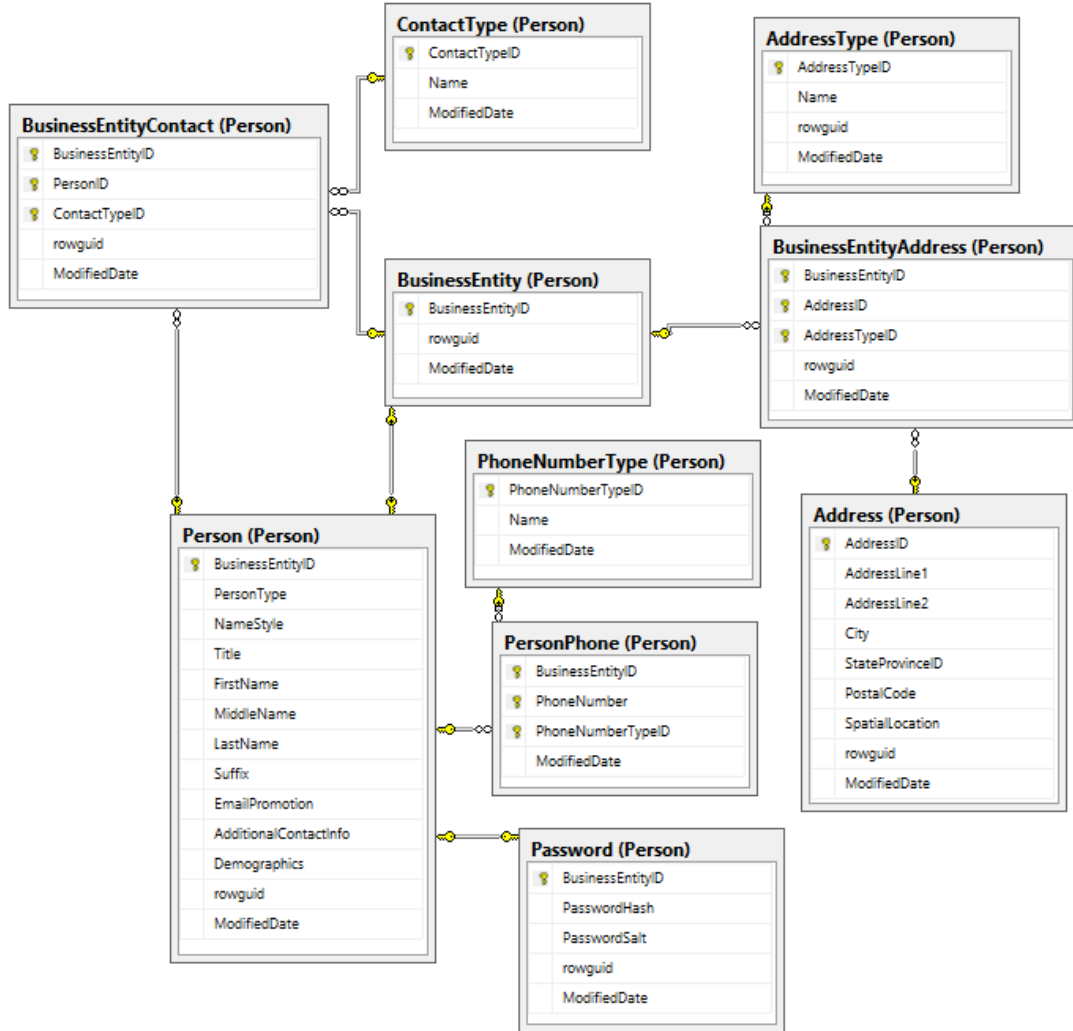 ContactType (Person)
ContactTypeID
Name
ModifiedDate
AddressType (Person)
AddressTypeID
Name
rowguid
ModifiedDate
BusinessEntityContact (Person)
BusinessEntityID
PersonID
ContactTypeID
rowguid
ModifiedDate
BusinessEntity (Person)
BusinessEntityID
rowguid
ModifiedDate
BusinessEntityAddress (Person)
BusinessEntityID
AddressID
AddressTypeID
rowguid
ModifiedDate
PhoneNumberType (Person)
PhoneNumberTypeID
Name
ModifiedDate
Address (Person)
AddressID
AddressLine1
AddressLine2
City
StateProvinceID
PostalCode
SpatialLocation
rowguid
ModifiedDate
Person (Person)
BusinessEntityID
PersonType
NameStyle
Title
FirstName
MiddleName
LastName
Suffix
EmailPromotion
AdditionalContactInfo
Demographics
rowguid
ModifiedDate
PersonPhone (Person)
BusinessEntityID
PhoneNumber
PhoneNumberTypeID
ModifiedDate
Password (Person)
BusinessEntityID
PasswordHash
PasswordSalt
rowguid
ModifiedDate